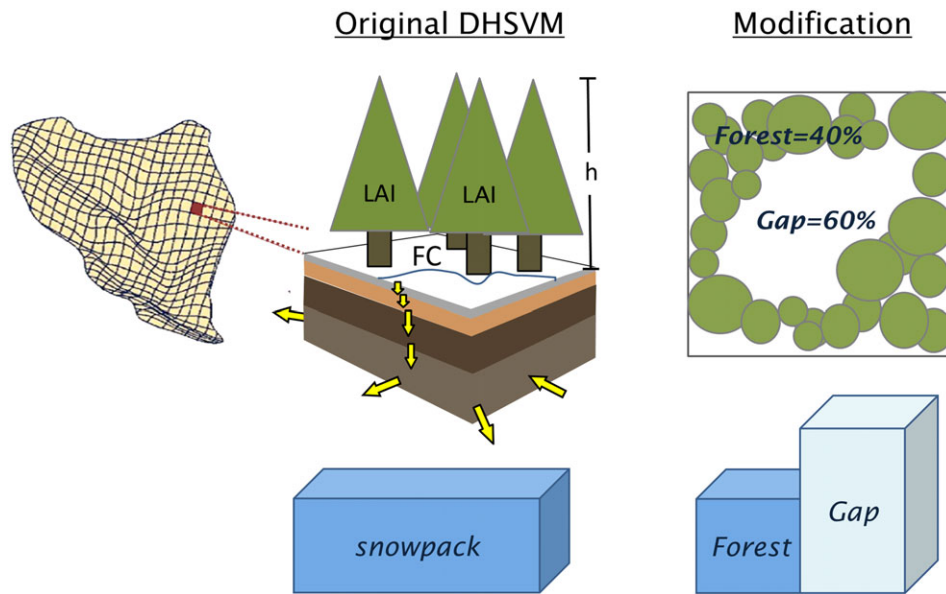 Original DHSVM
Modification
LAI
LAI
h
FC
Forest=40%
Gap=60%
snowpack
Forest
Gap